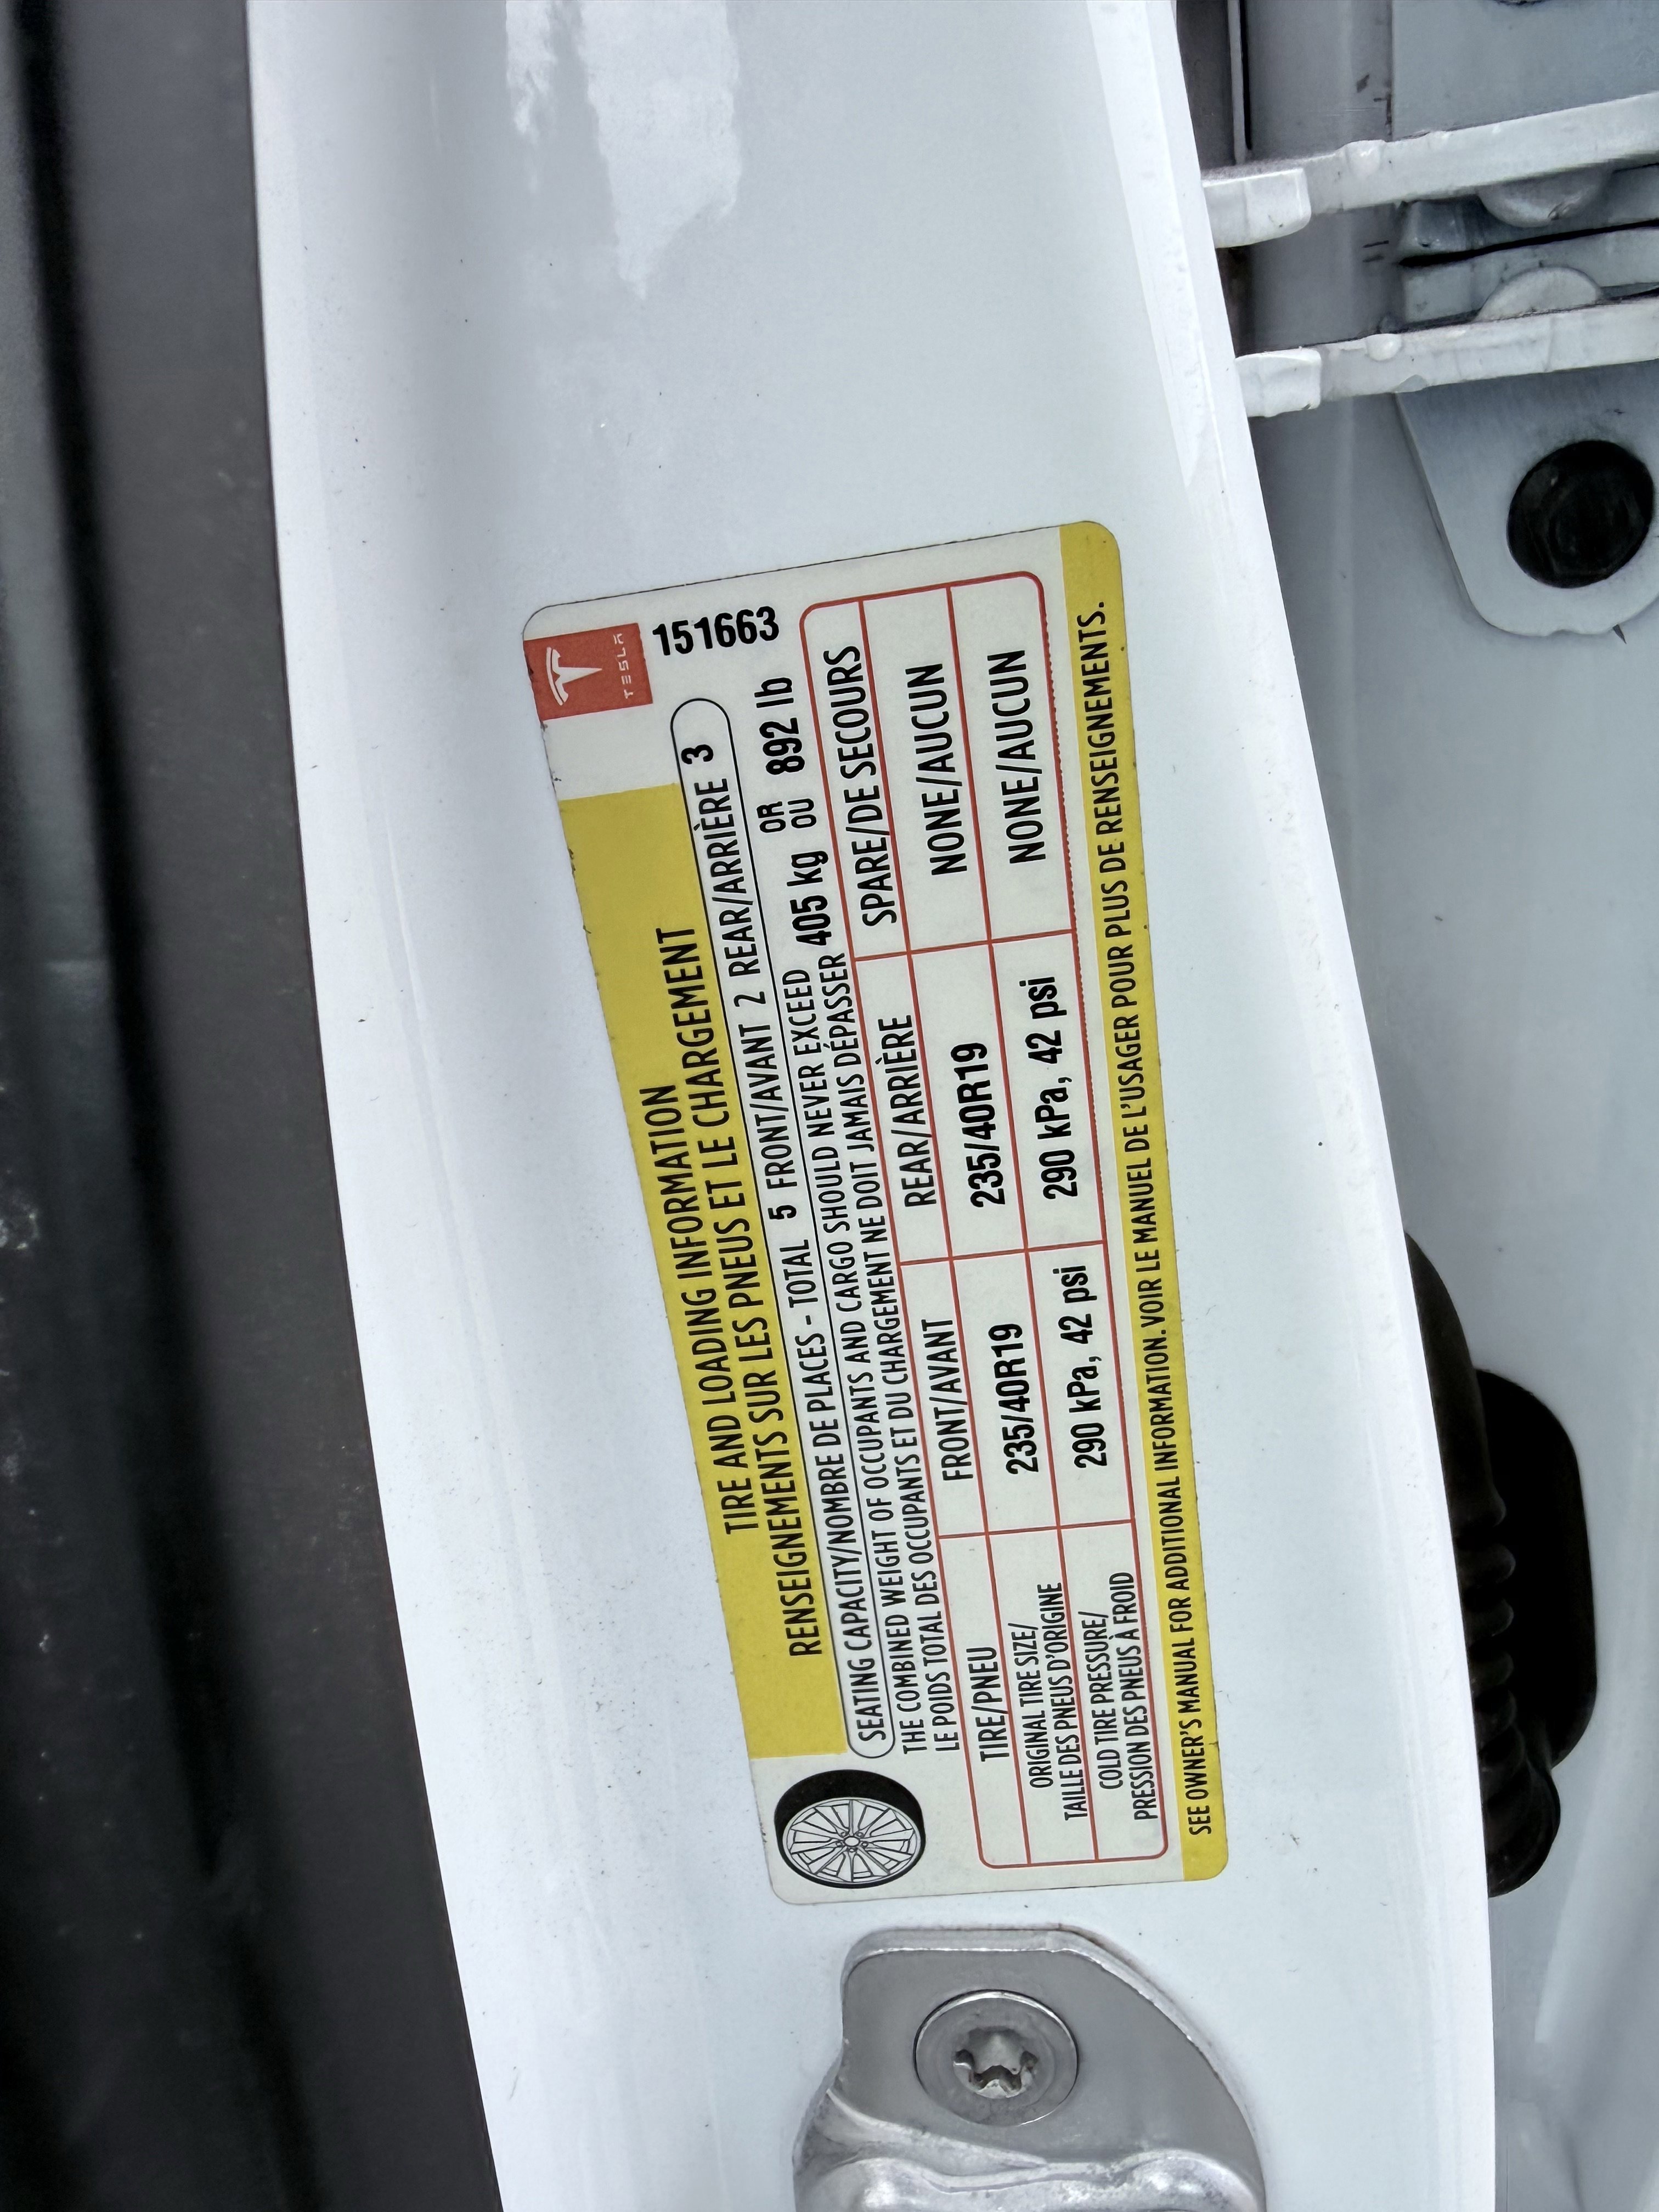 TESLA
TIRE AND LOADING INFORMATION
RENSEIGNEMENTS SUR LES PNEUS ET LE CHARGEMENT
151663
SEATING CAPACITY/NOMBRE DE PLACES - TOTAL 5 FRONT/AVANT 2 REAR/ARRIÈRE 3
THE COMBINED WEIGHT OF OCCUPANTS AND CARGO SHOULD NEVER EXCEED
LE POIDS TOTAL DES OCCUPANTS ET DU CHARGEMENT NE DOIT JAMAIS DÉPASSER
405 kg OR OU 892 lb
TIRE/PNEU FRONT/AVANT REAR/ARRIÈRE SPARE/DE SECOURS
ORIGINAL TIRE SIZE/
TAILLE DES PNEUS D'ORIGINE
235/40R19 235/40R19 NONE/AUCUN
COLD TIRE PRESSURE/
PRESSION DES PNEUS À FROID
290 kPa, 42 psi 290 kPa, 42 psi NONE/AUCUN
SEE OWNER'S MANUAL FOR ADDITIONAL INFORMATION. VOIR LE MANUEL DE L'USAGER POUR PLUS DE RENSEIGNEMENTS.